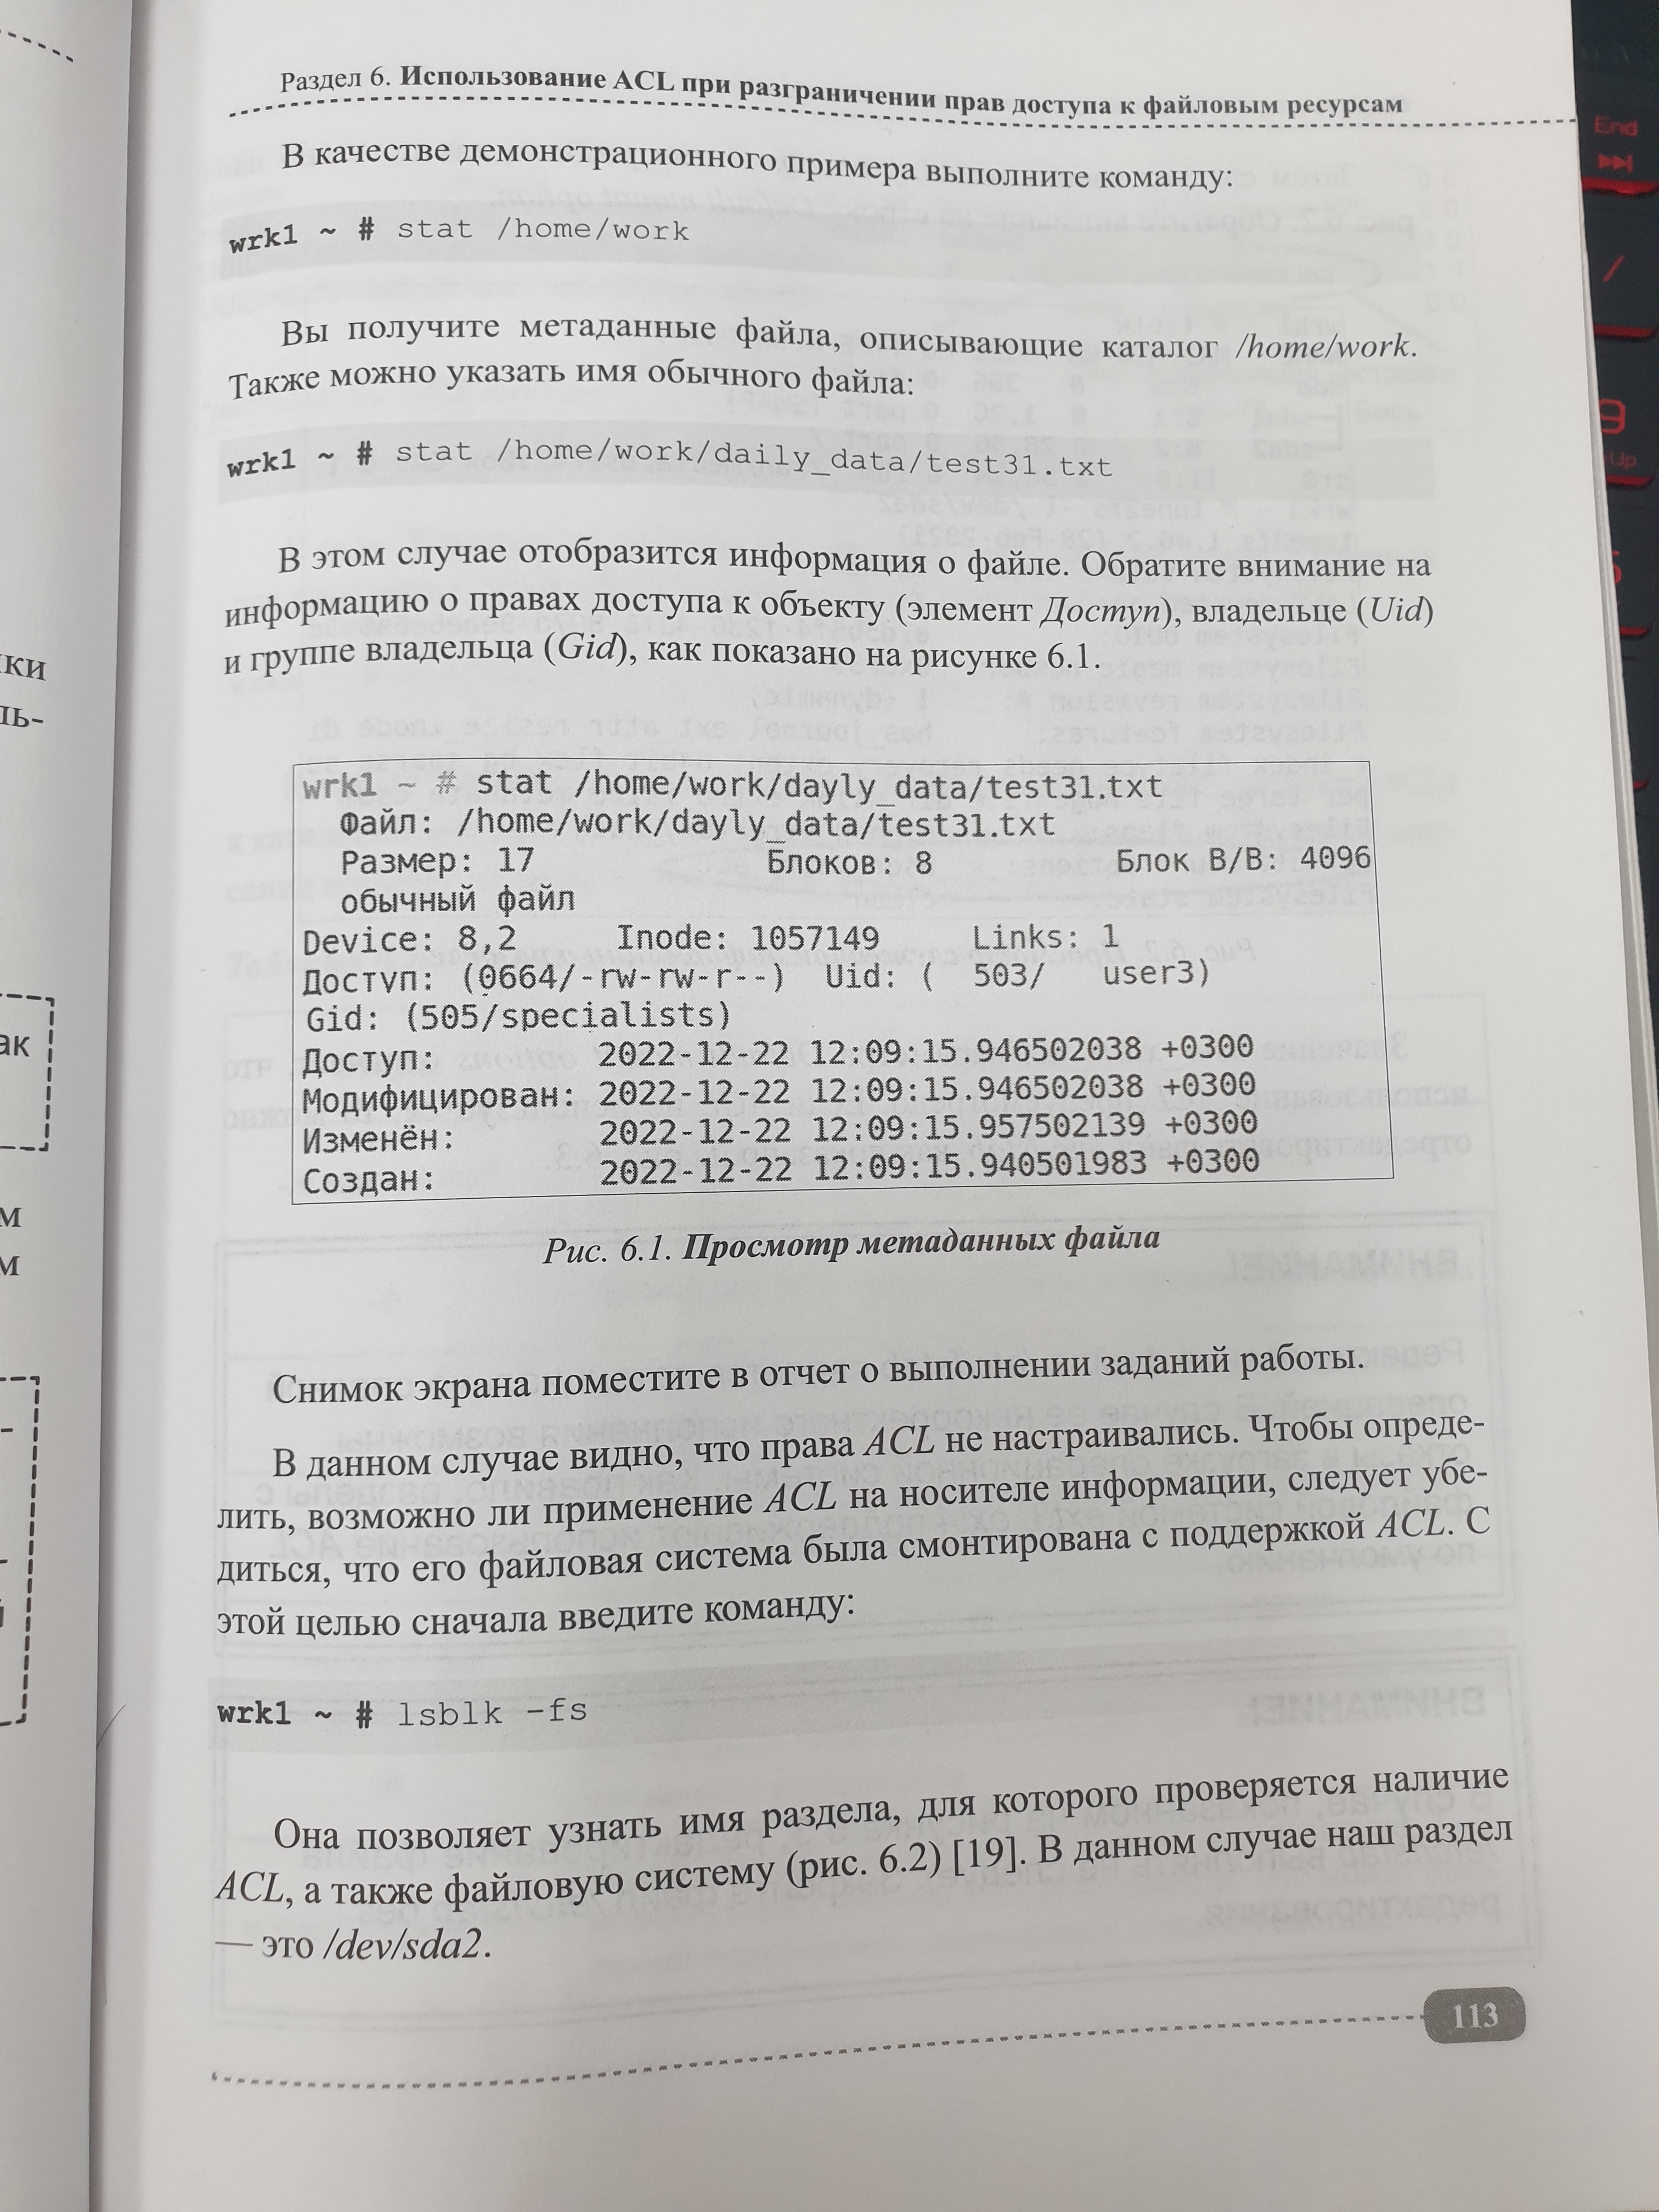 Раздел 6. Использование ACL при разграничении прав доступа к файловым ресурсам
В качестве демонстрационного примера выполните команду:
wrk1 ~ # stat /home/work
Вы получите метаданные файла, описывающие каталог /home/work.
Также можно указать имя обычного файла:
wrk1 ~ # stat /home/work/daily_data/test31.txt
В этом случае отобразится информация о файле. Обратите внимание на
информацию о правах доступа к объекту (элемент Доступ), владельце (Uid)
и группе владельца (Gid), как показано на рисунке 6.1.
wrk1 ~ # stat /home/work/dayly_data/test31.txt
Файл: /home/work/dayly_data/test31.txt
Размер: 17 Блоков: 8 Блок В/В: 4096
обычный файл
Device: 8,2 Inode: 1057149 Links: 1
Доступ: (0664/-rw-rw-r--) Uid: ( 503/ user3)
Gid: (505/specialists)
Доступ: 2022-12-22 12:09:15.946502038 +0300
Модифицирован: 2022-12-22 12:09:15.946502038 +0300
Изменён: 2022-12-22 12:09:15.957502139 +0300
Создан: 2022-12-22 12:09:15.940501983 +0300
Рис. 6.1. Просмотр метаданных файла
Снимок экрана поместите в отчет о выполнении заданий работы.
В данном случае видно, что права ACL не настраивались. Чтобы опреде-
лить, возможно ли применение ACL на носителе информации, следует убе-
диться, что его файловая система была смонтирована с поддержкой ACL. С
этой целью сначала введите команду:
wrk1 ~ # lsblk -fs
Она позволяет узнать имя раздела, для которого проверяется наличие
ACL, а также файловую систему (рис. 6.2) [19]. В данном случае наш раздел
— это /dev/sda2.
113
End
/
9
Up